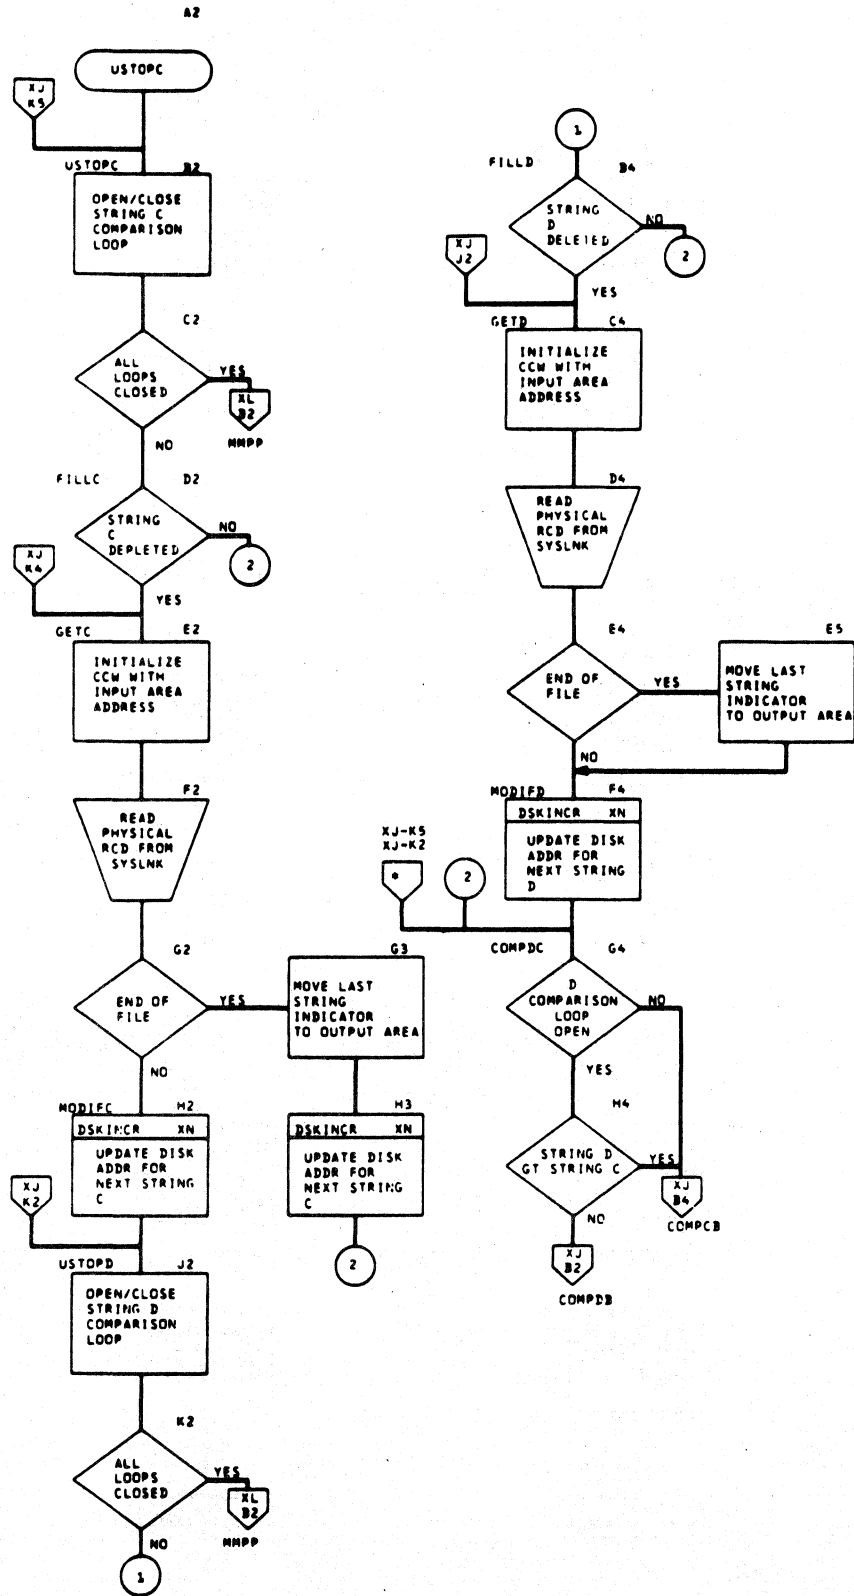 A2
USTOPC
XJ
K5
USTOPC
B2
OPEN/CLOSE
STRING C
COMPARISON
LOOP
C2
ALL
LOOPS
CLOSED
YES
XL
B2
MMPP
NO
FILLC
D2
STRING
C
DEPLETED
NO
2
XJ
K4
YES
GETC
E2
INITIALIZE
CCW WITH
INPUT AREA
ADDRESS
F2
READ
PHYSICAL
RCD FROM
SYSLNK
G2
END OF
FILE
YES
G3
MOVE LAST
STRING
INDICATOR
TO OUTPUT AREA
NO
MODIFC
H2
DSKINCR XN
UPDATE DISK
ADDR FOR
NEXT STRING
C
H3
DSKINCR XN
UPDATE DISK
ADDR FOR
NEXT STRING
C
2
XJ
K2
USTOPD
J2
OPEN/CLOSE
STRING D
COMPARISON
LOOP
K2
ALL
LOOPS
CLOSED
YES
XL
B2
MMPP
NO
1
1
FILLD
B4
STRING
D
DELETED
NO
2
XJ
J2
YES
GETD
C4
INITIALIZE
CCW WITH
INPUT AREA
ADDRESS
D4
READ
PHYSICAL
RCD FROM
SYSLNK
E4
END OF
FILE
YES
E5
MOVE LAST
STRING
INDICATOR
TO OUTPUT AREA
NO
MODIFD
F4
DSKINCR XN
UPDATE DISK
ADDR FOR
NEXT STRING
D
XJ-K5
XJ-K2
*
2
COMPDC
G4
D
COMPARISON
LOOP
OPEN
NO
YES
H4
STRING D
GT STRING C
YES
XJ
B4
COMPCB
NO
XJ
B2
COMPDB